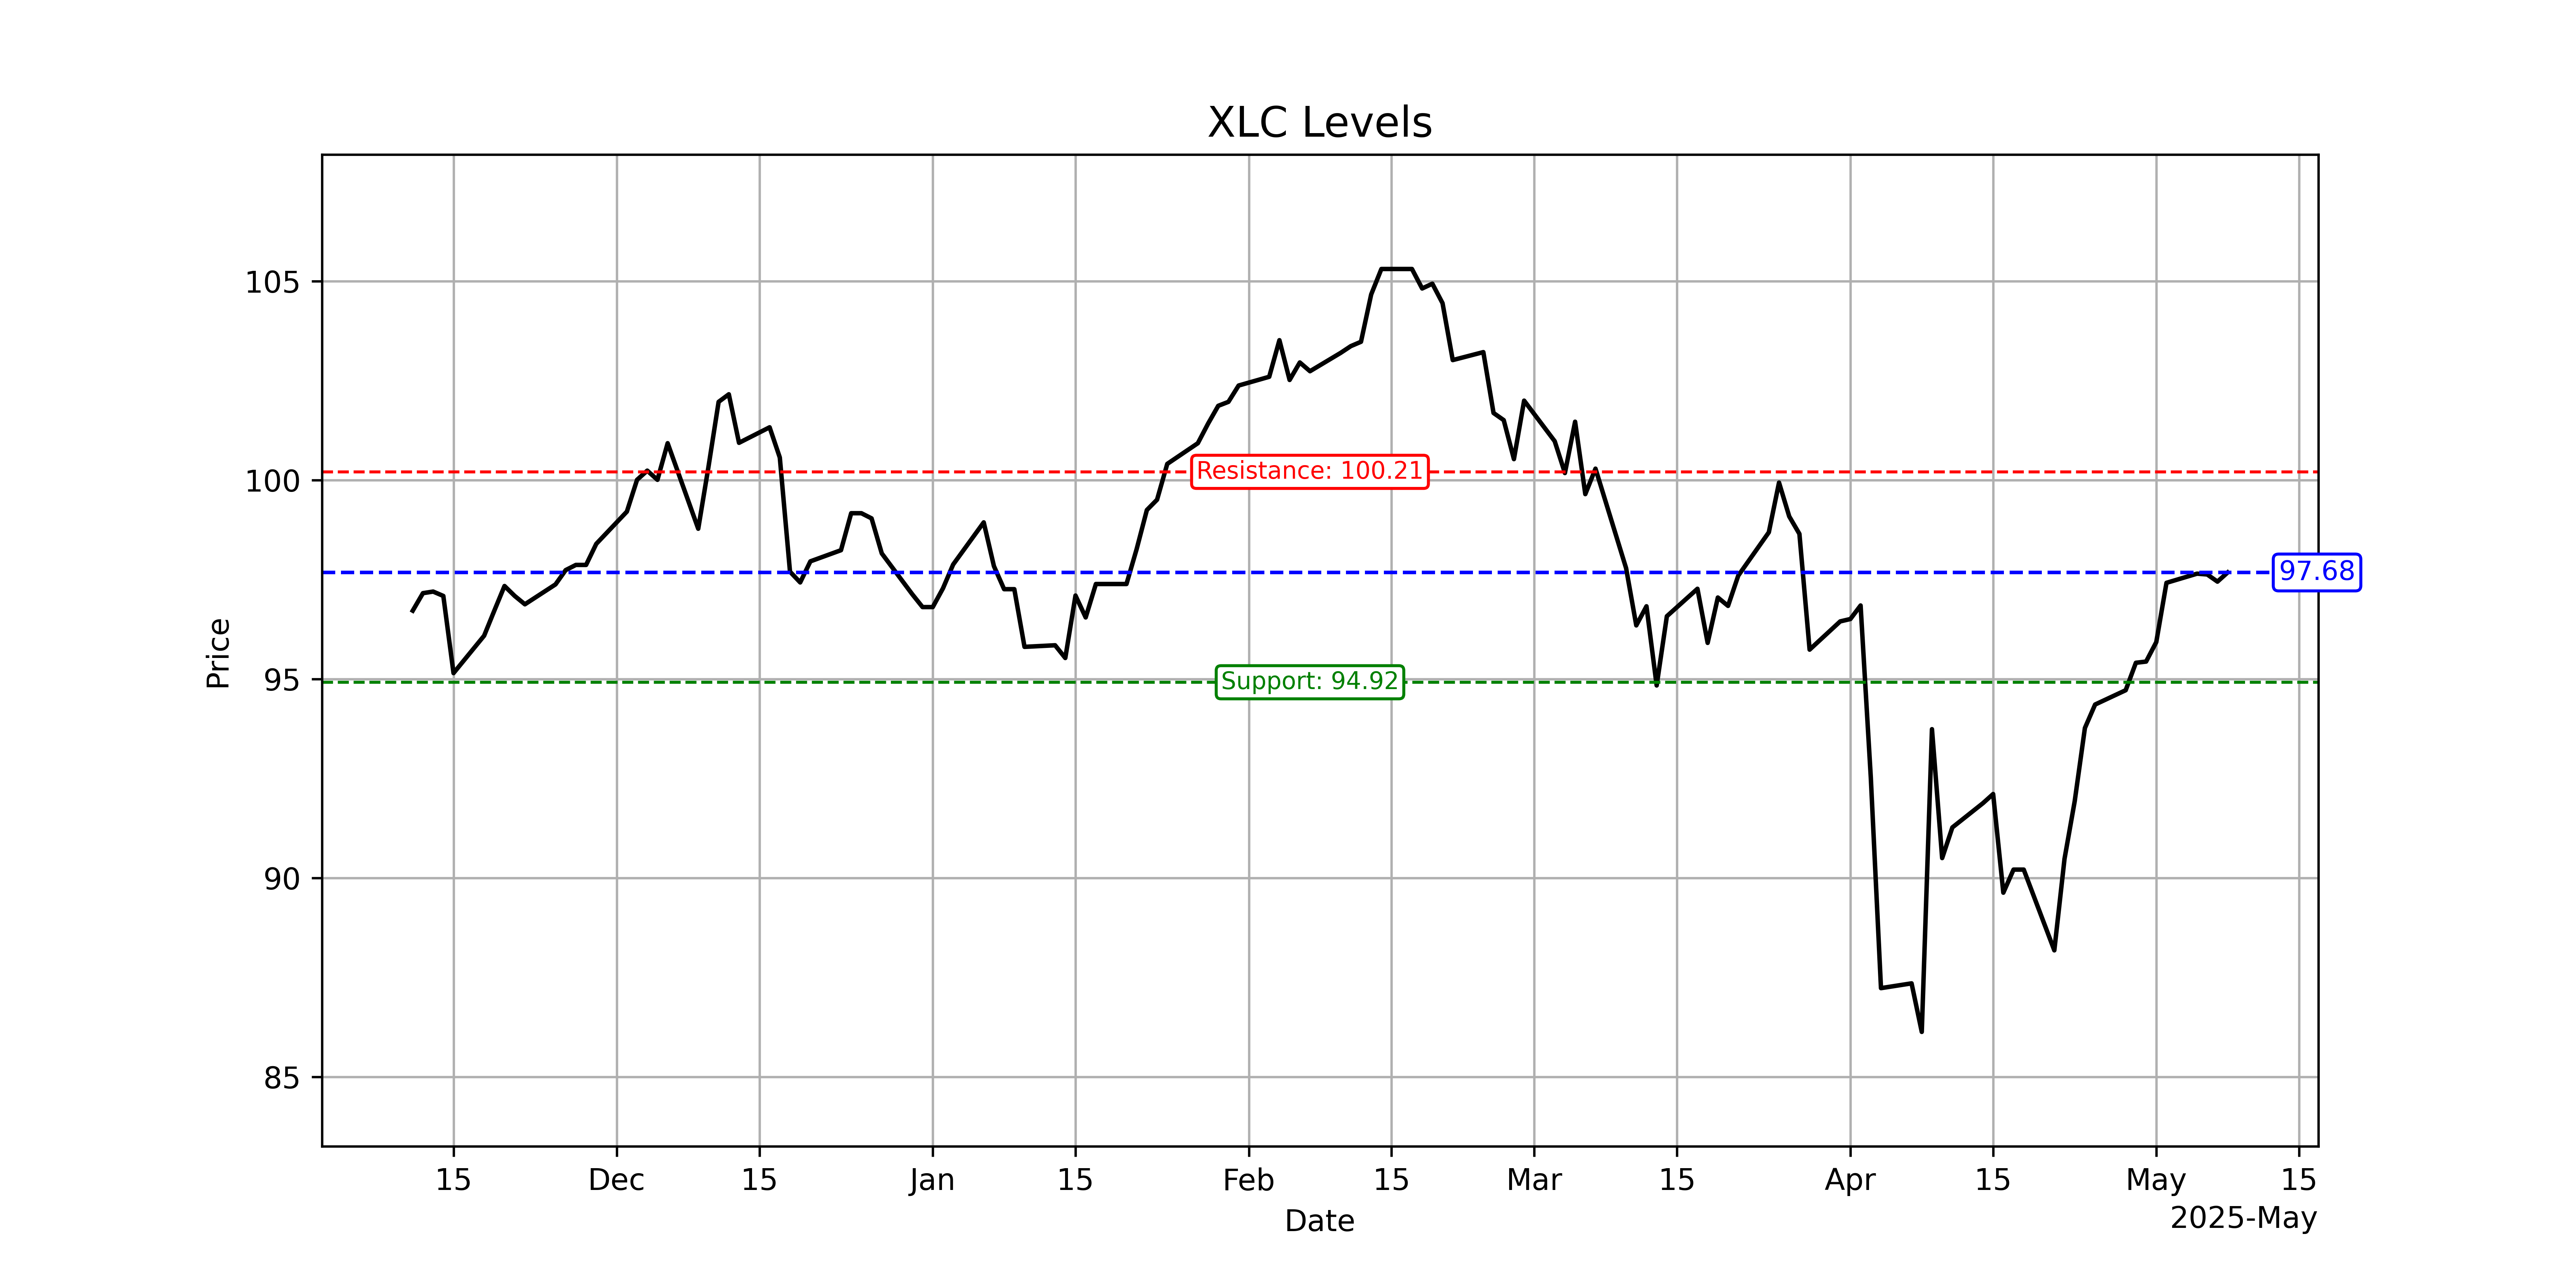 XLC Levels
105
100
95
90
85
Price
Resistance: 100.21
97.68
Support: 94.92
15 Dec 15 Jan 15 Feb 15 Mar 15 Apr 15 May 15
Date
2025-May